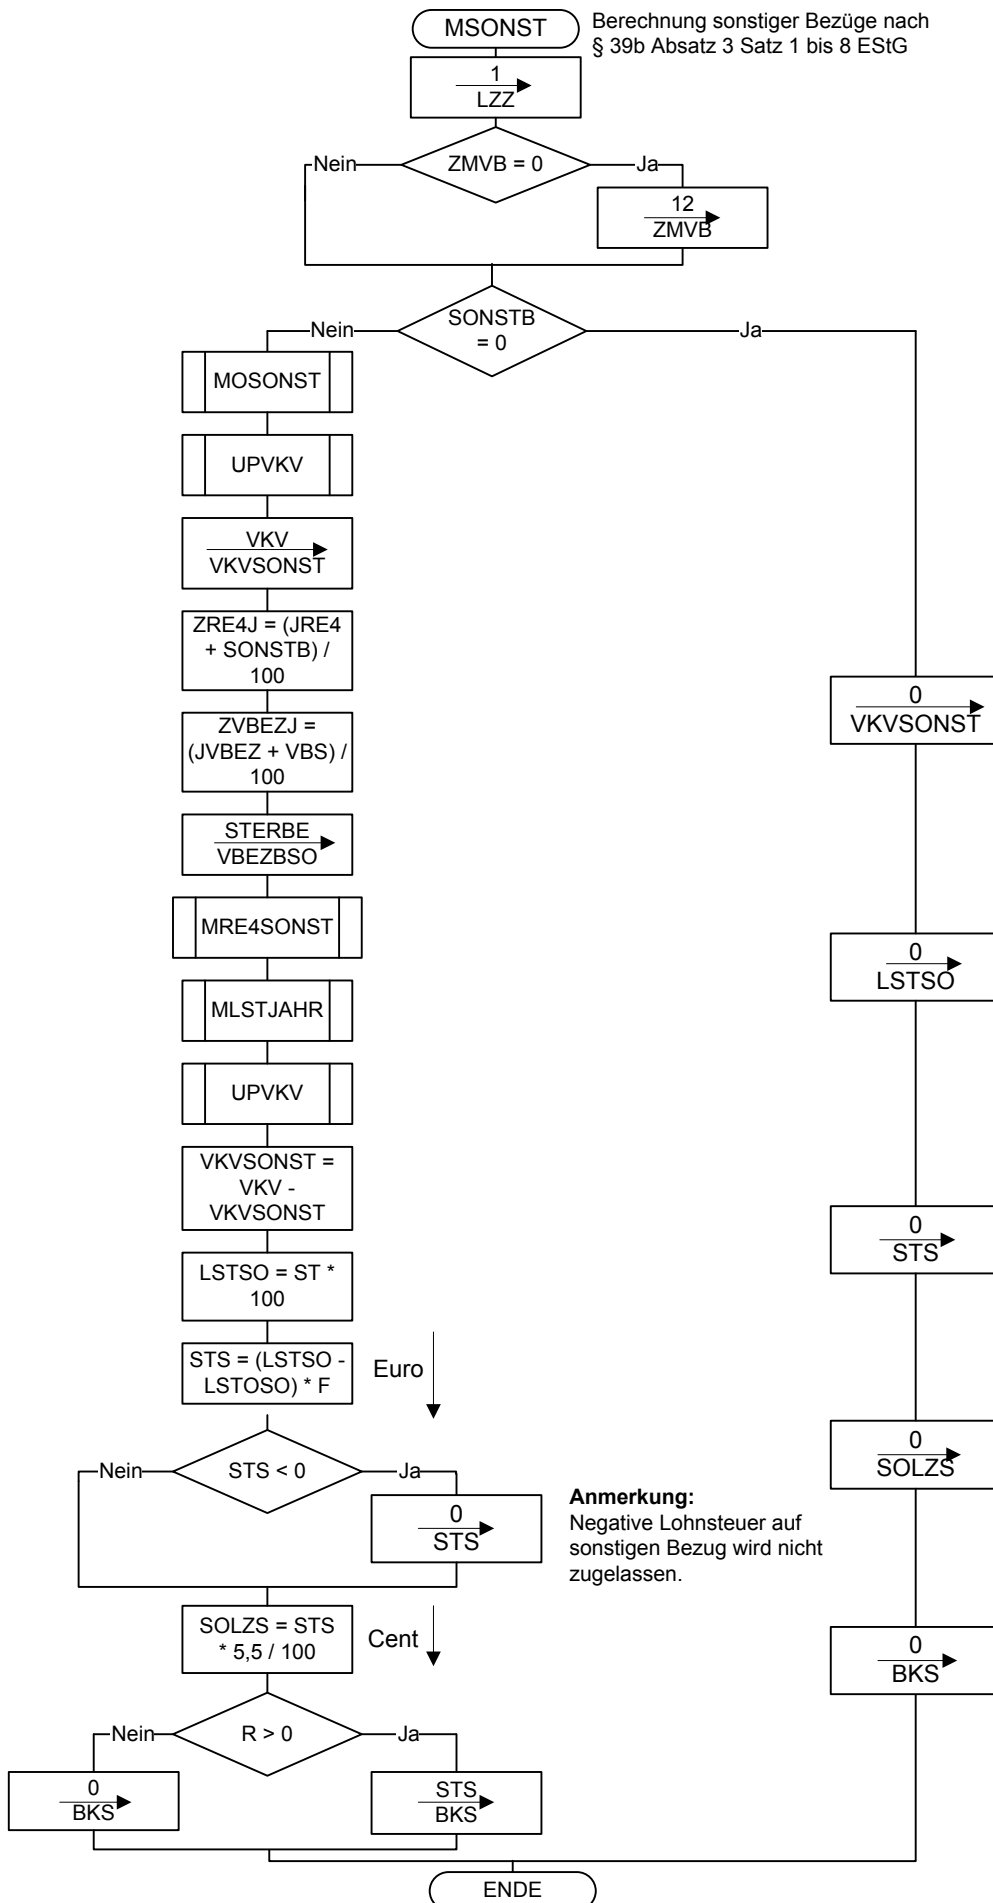 MSONST
Berechnung sonstiger Bezüge nach
§ 39b Absatz 3 Satz 1 bis 8 EStG
1
LZZ
Nein
ZMVB = 0
Ja
12
ZMVB
Nein
SONSTB
= 0
Ja
MOSONST
UPVKV
VKV
VKVSONST
ZRE4J = (JRE4
+ SONSTB) /
100
ZVBEZJ =
(JVBEZ + VBS) /
100
STERBE
VBEZBSO
MRE4SONST
MLSTJAHR
UPVKV
VKVSONST =
VKV -
VKVSONST
LSTSO = ST *
100
STS = (LSTSO -
LSTOSO) * F
Euro
Nein
STS < 0
Ja
0
STS
Anmerkung:
Negative Lohnsteuer auf
sonstigen Bezug wird nicht
zugelassen.
SOLZS = STS
* 5,5 / 100
Cent
Nein
R > 0
Ja
0
BKS
STS
BKS
0
VKVSONST
0
LSTSO
0
STS
0
SOLZS
0
BKS
ENDE